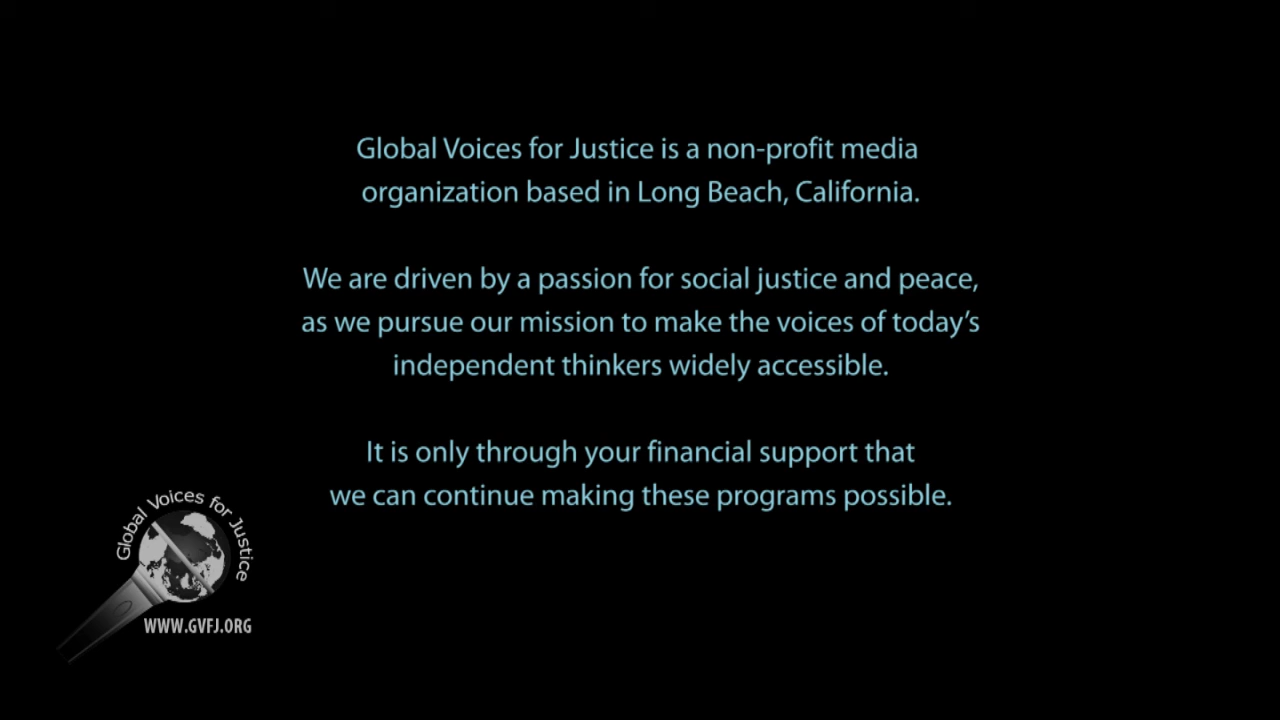 Global Voices for Justice is a non-profit media
organization based in Long Beach, California.
We are driven by a passion for social justice and peace,
as we pursue our mission to make the voices of today's
independent thinkers widely accessible.
It is only through your financial support that
we can continue making these programs possible.
Global Voices for Justice
WWW.GVFJ.ORG